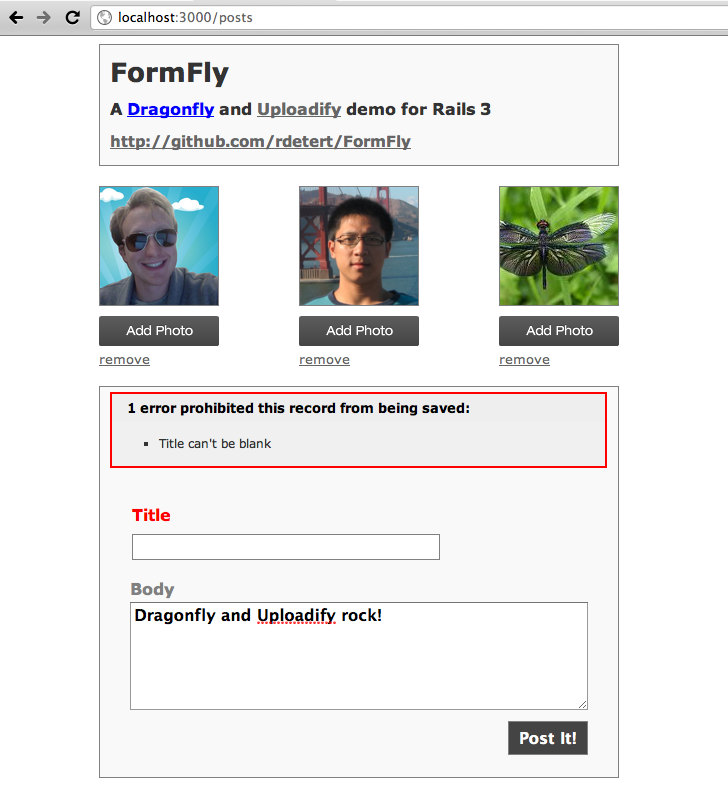 localhost:3000/posts
FormFly
A Dragonfly and Uploadify demo for Rails 3
http://github.com/rdetert/FormFly
Add Photo Add Photo Add Photo
remove remove remove
1 error prohibited this record from being saved:
Title can't be blank
Title
Body
Dragonfly and Uploadify rock!
Post It!